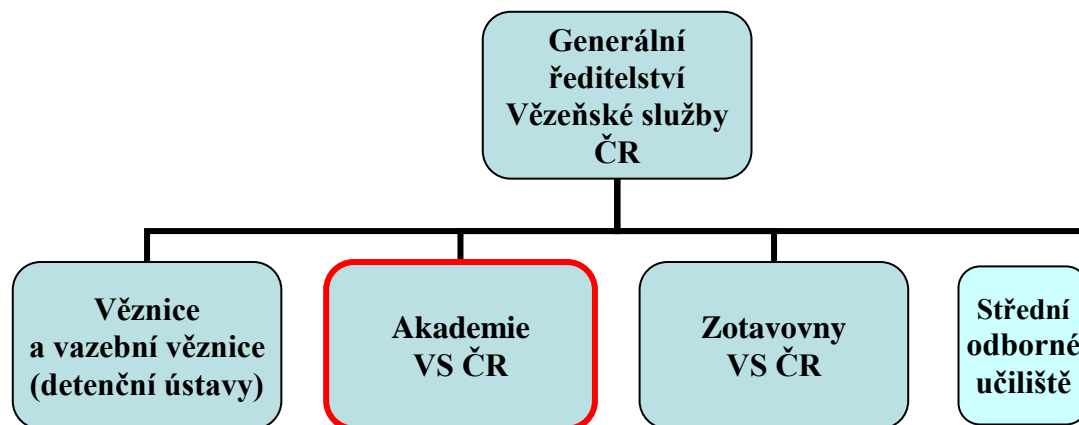 Generální
ředitelství
Vězeňské služby
ČR
Věznice
a vazební věznice
(detenční ústavy)
Akademie
VS ČR
Zotavovny
VS ČR
Střední
odborné
učiliště